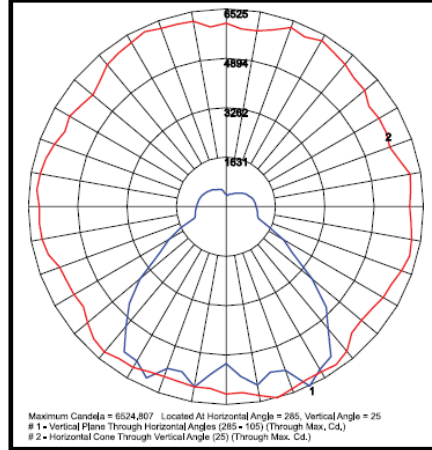 6525
4894
3262
2
1631
1
Maximum Candela = 6524,807 Located At Horizontal Angle = 285, Vertical Angle = 25
# 1 - Vertical Plane Through Horizontal Angles (285 - 105) (Through Max, Cd,)
# 2 - Horizontal Cone Through Vertical Angle (25) (Through Max. Cd.)